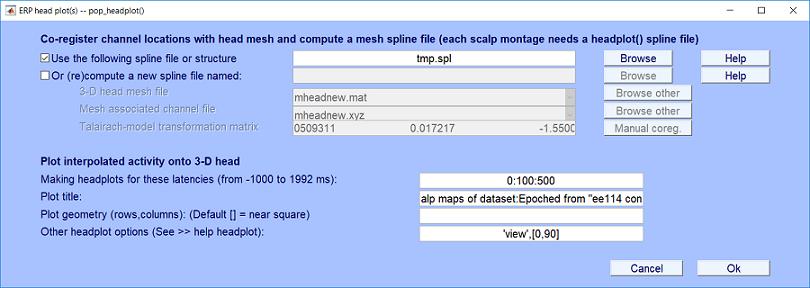 ERP head plot(s) -- pop_headplot()
Co-register channel locations with head mesh and compute a mesh spline file (each scalp montage needs a headplot() spline file)
Use the following spline file or structure tmp.spl Browse Help
Or (re)compute a new spline file named: Browse Help
3-D head mesh file mheadnew.mat Browse other
Mesh associated channel file mheadnew.xyz Browse other
Talairach-model transformation matrix 0509311 0.017217 -1.5500 Manual coreg.
Plot interpolated activity onto 3-D head
Making headplots for these latencies (from -1000 to 1992 ms): 0:100:500
Plot title: alp maps of dataset:Epoched from "ee114 con
Plot geometry (rows,columns): (Default [] = near square)
Other headplot options (See >> help headplot): 'view',[0,90]
Cancel Ok